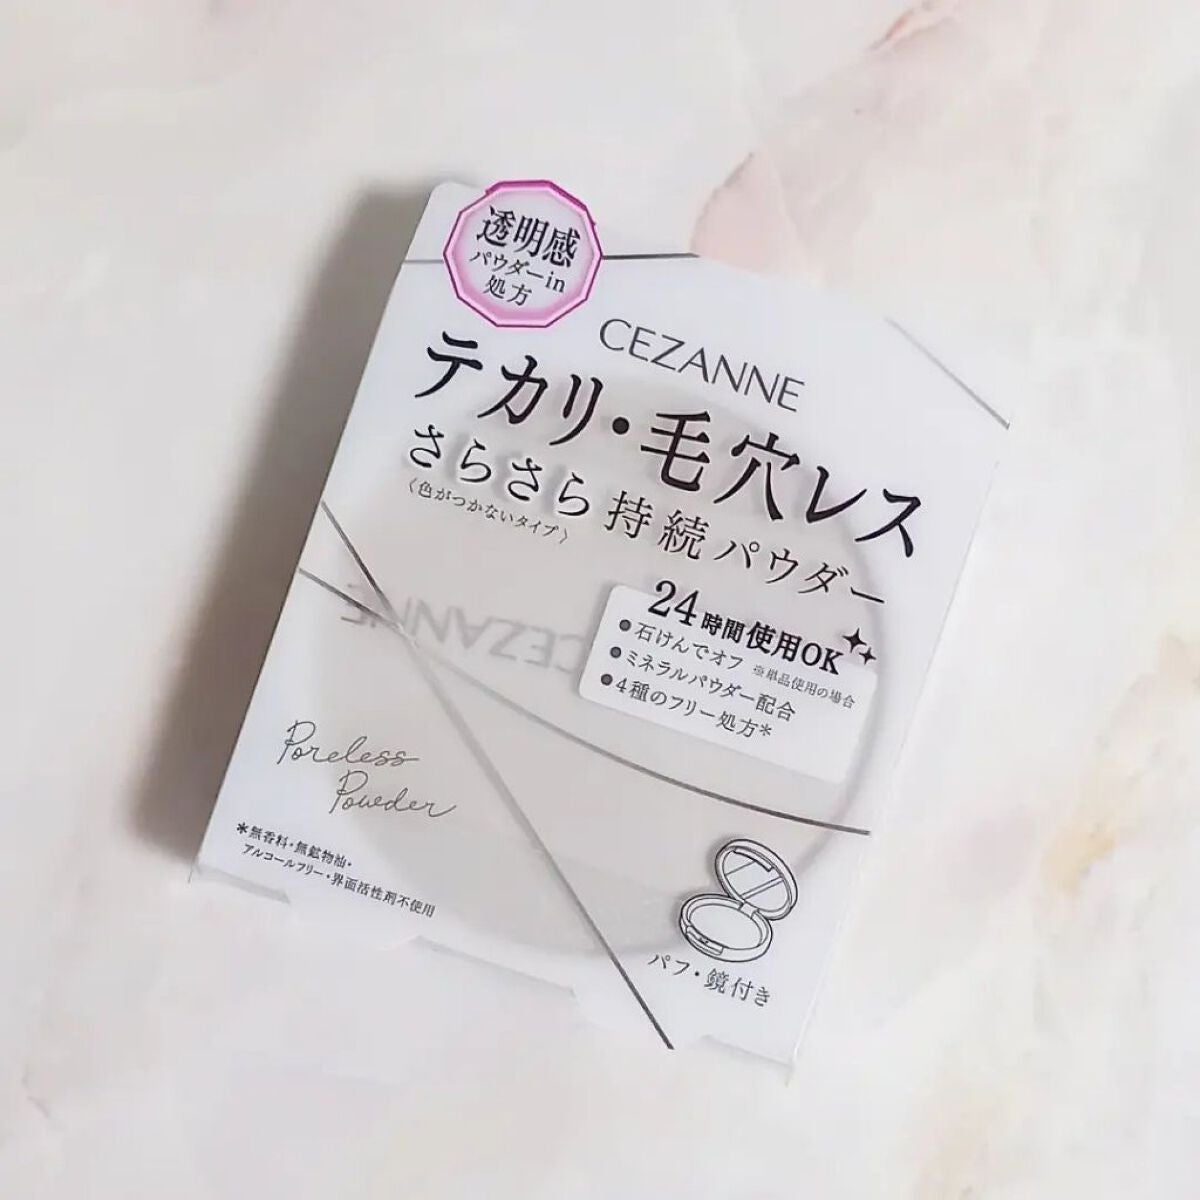 透明感
パウダーin
処方
CEZANNE
テカリ・毛穴レス
さらさら持続パウダー
〈色がつかないタイプ〉
24時間使用OK
●石けんでオフ ※単品使用の場合
●ミネラルパウダー配合
●4種のフリー処方*
CEZANNE
Poreless
Powder
*無香料・無鉱物油・
アルコールフリー・界面活性剤不使用
パフ・鏡付き